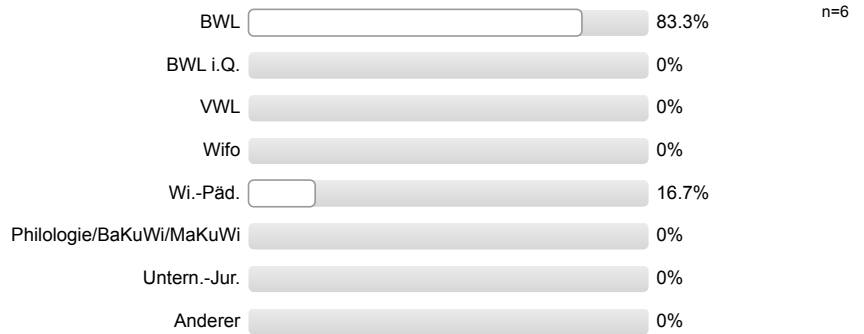 BWL 83.3% n=6
BWL i.Q. 0%
VWL 0%
Wifo 0%
Wi.-Päd. 16.7%
Philologie/BaKuWi/MaKuWi 0%
Untern.-Jur. 0%
Anderer 0%